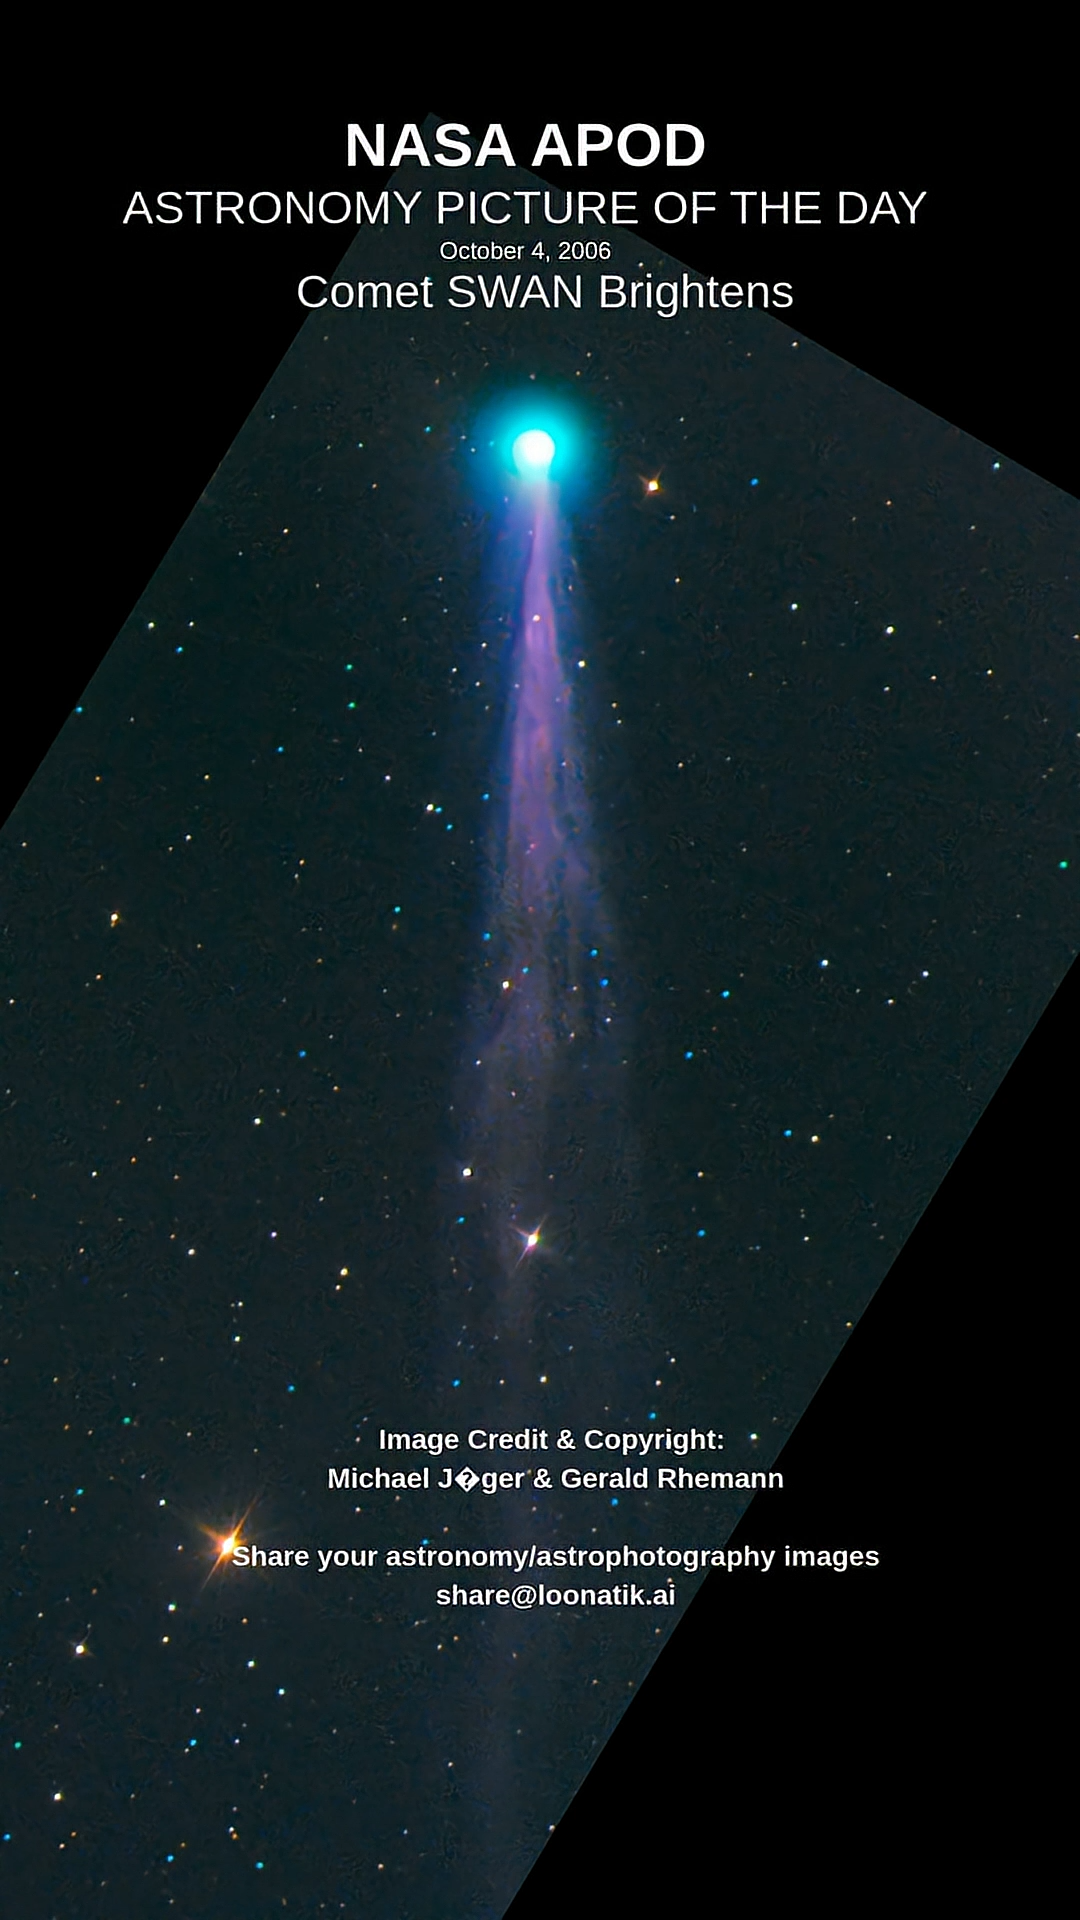 NASA APOD
ASTRONOMY PICTURE OF THE DAY
October 4, 2006
Comet SWAN Brightens
Image Credit & Copyright:
Michael J�ger & Gerald Rhemann
Share your astronomy/astrophotography images
share@loonatik.ai